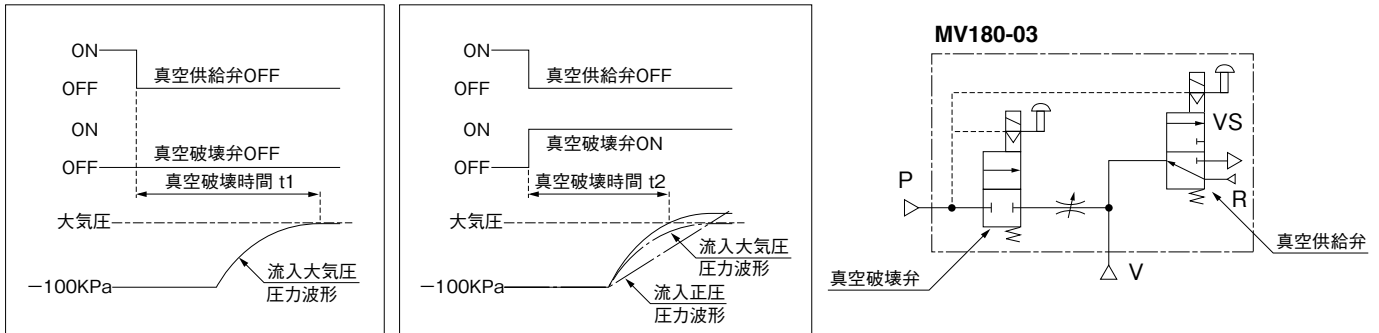 ON
OFF
真空供給弁OFF
ON
OFF
真空破壊弁OFF
真空破壊時間 t1
大気圧
流入大気圧
圧力波形
−100KPa
ON
OFF
真空供給弁OFF
ON
OFF
真空破壊弁ON
真空破壊時間 t2
大気圧
流入大気圧
圧力波形
−100KPa
流入正圧
圧力波形
MV180-03
VS
P
R
真空供給弁
真空破壊弁
V